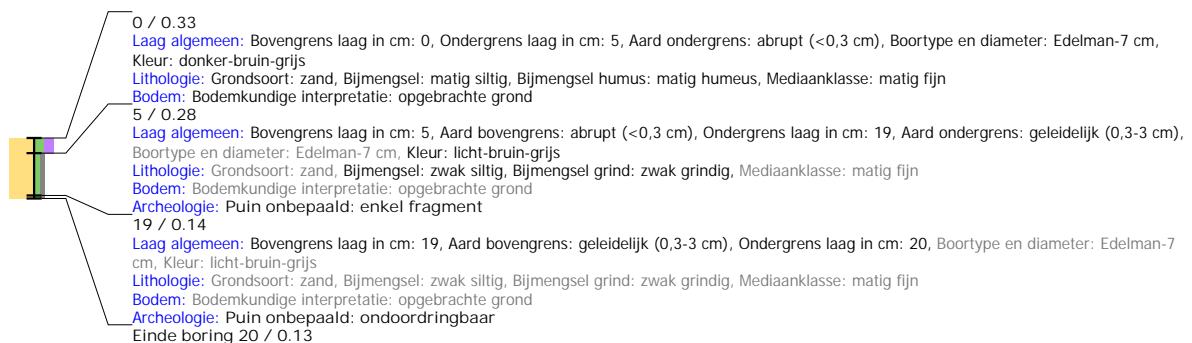 0 / 0.33
Laag algemeen: Bovengrens laag in cm: 0, Ondergrens laag in cm: 5, Aard ondergrens: abrupt (<0,3 cm), Boortype en diameter: Edelman-7 cm,
Kleur: donker-bruin-grijs
Lithologie: Grondsoort: zand, Bijmengsel: matig siltig, Bijmengsel humus: matig humeus, Mediaanklasse: matig fijn
Bodem: Bodemkundige interpretatie: opgebrachte grond
5 / 0.28
Laag algemeen: Bovengrens laag in cm: 5, Aard bovengrens: abrupt (<0,3 cm), Ondergrens laag in cm: 19, Aard ondergrens: geleidelijk (0,3-3 cm),
Boortype en diameter: Edelman-7 cm, Kleur: licht-bruin-grijs
Lithologie: Grondsoort: zand, Bijmengsel: zwak siltig, Bijmengsel grind: zwak grindig, Mediaanklasse: matig fijn
Bodem: Bodemkundige interpretatie: opgebrachte grond
Archeologie: Puin onbepaald: enkel fragment
19 / 0.14
Laag algemeen: Bovengrens laag in cm: 19, Aard bovengrens: geleidelijk (0,3-3 cm), Ondergrens laag in cm: 20, Boortype en diameter: Edelman-7
cm, Kleur: licht-bruin-grijs
Lithologie: Grondsoort: zand, Bijmengsel: zwak siltig, Bijmengsel grind: zwak grindig, Mediaanklasse: matig fijn
Bodem: Bodemkundige interpretatie: opgebrachte grond
Archeologie: Puin onbepaald: ondoordringbaar
Einde boring 20 / 0.13